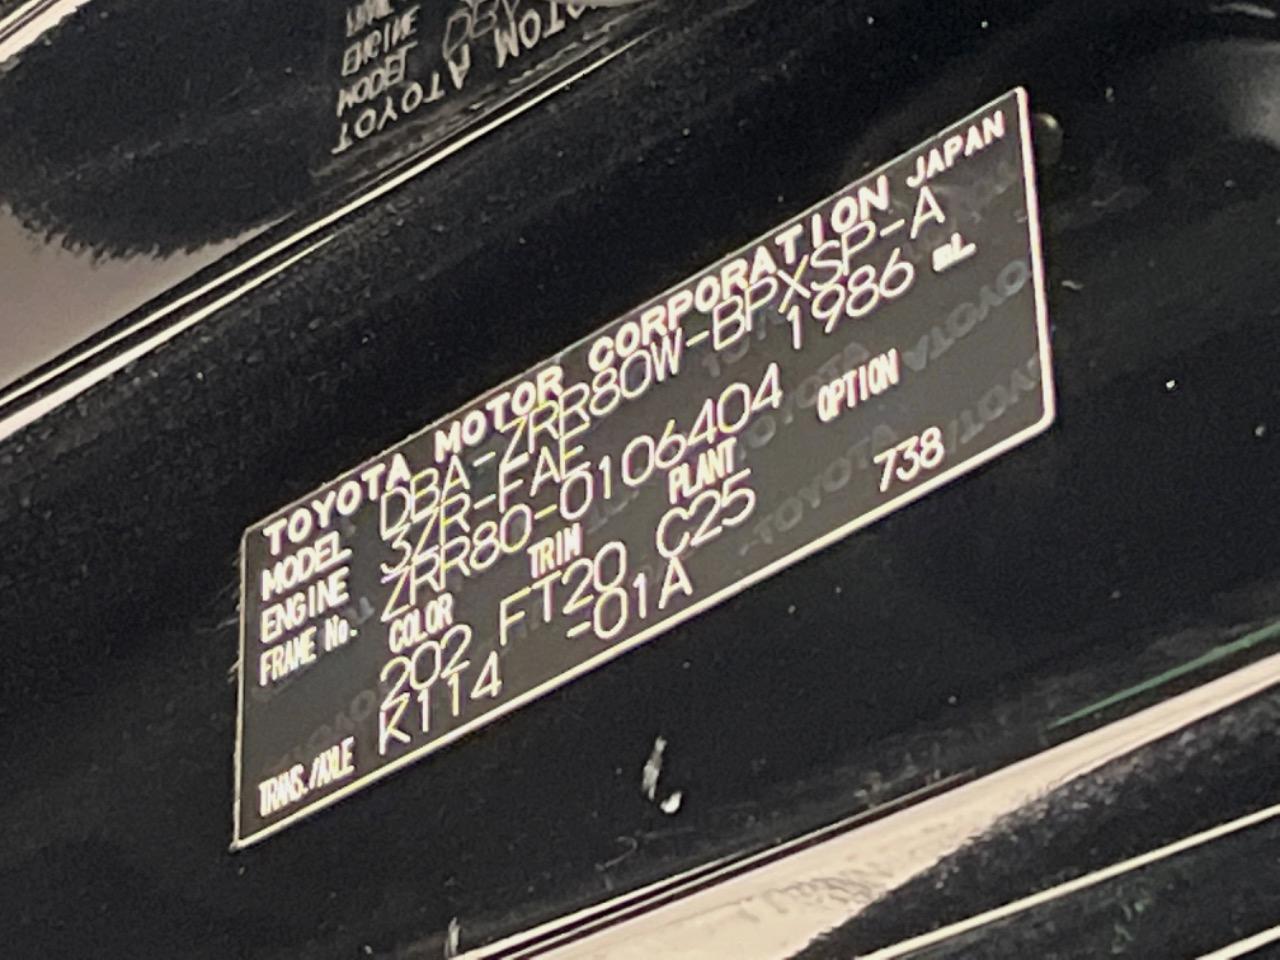 TOYOTA MOTOR CORPORATION JAPAN
MODEL DBA-ZRR80W-BPXSP-A
ENGINE 3ZR-FAE 1986 mL
FRAME No. ZRR80-0106404
COLOR TRIM PLANT OPTION
202 FT20 C25 738
TRANS./AXLE K114 -01A